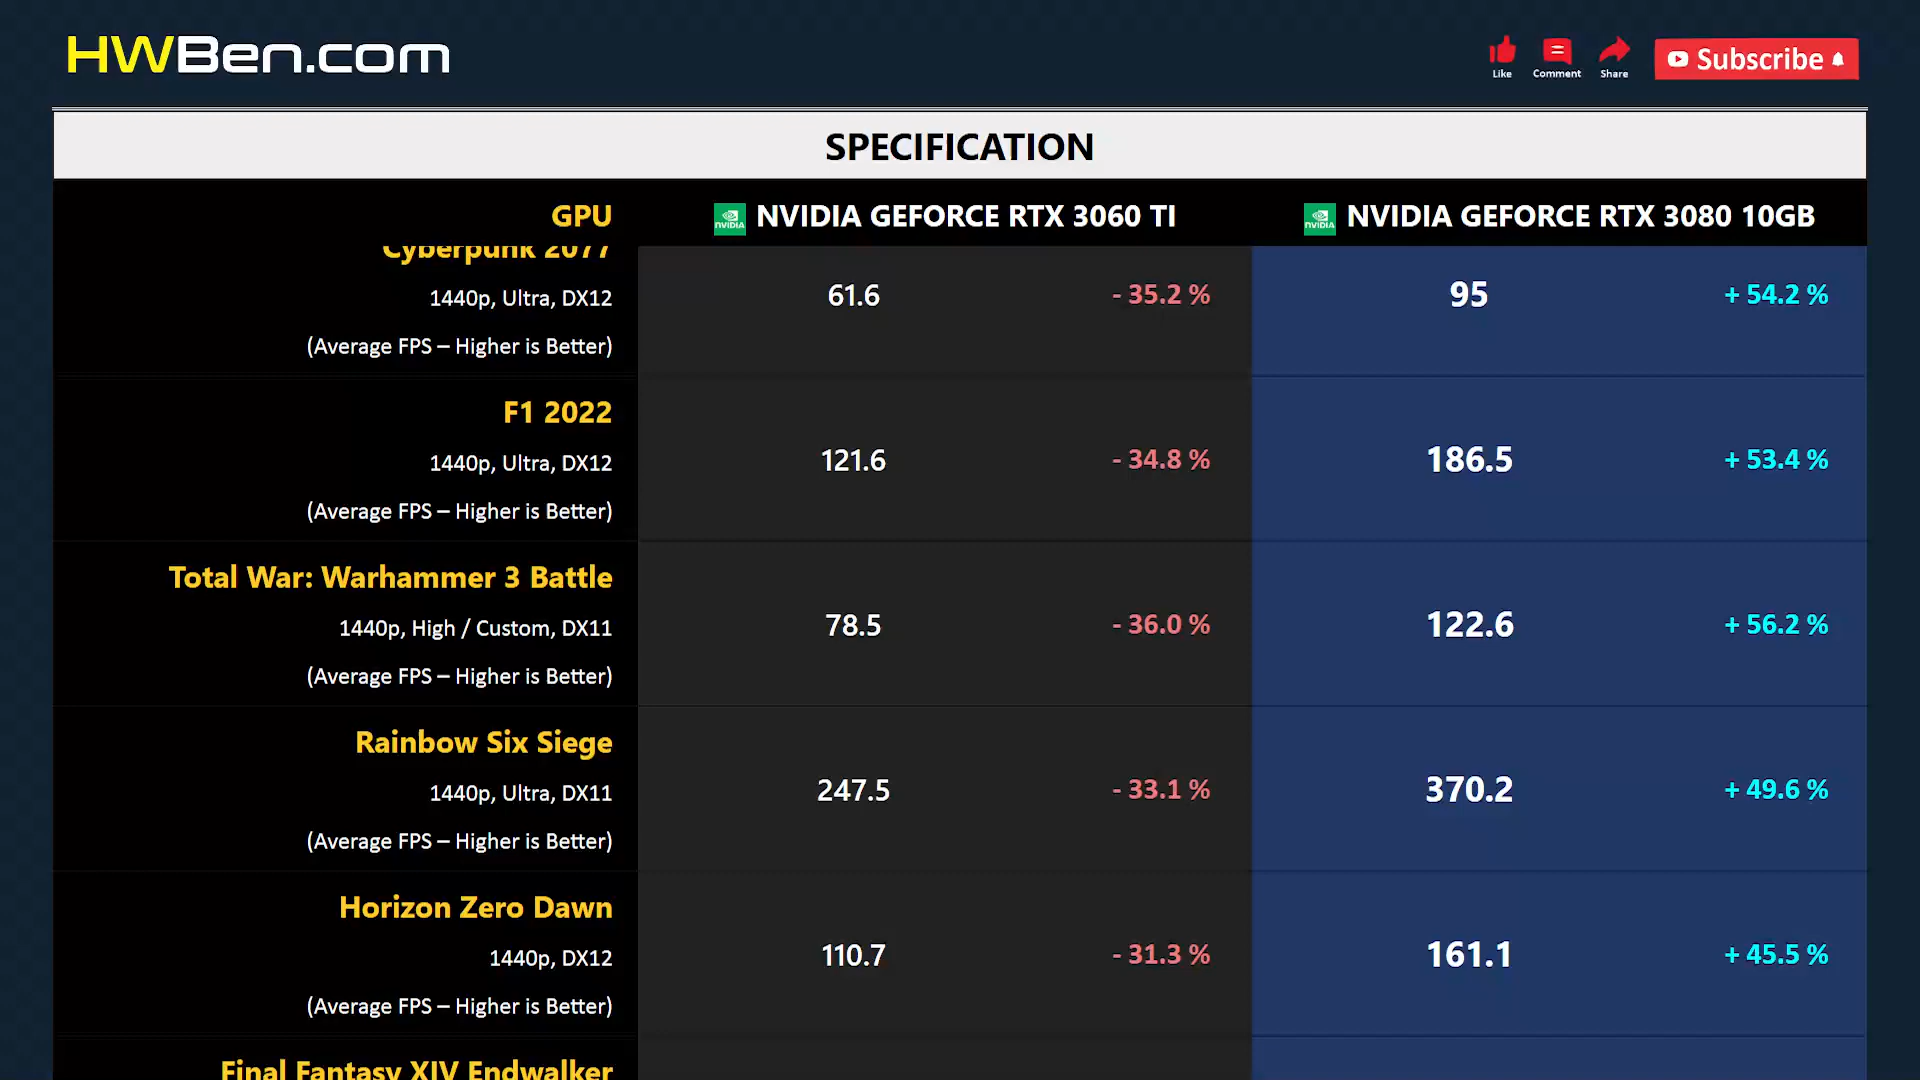 HWBen.com
Like
Comment
Share
Subscribe
SPECIFICATION
GPU
NVIDIA NVIDIA GEFORCE RTX 3060 TI
NVIDIA NVIDIA GEFORCE RTX 3080 10GB
Cyberpunk 2077
1440p, Ultra, DX12
(Average FPS – Higher is Better)
61.6
- 35.2 %
95
+ 54.2 %
F1 2022
1440p, Ultra, DX12
(Average FPS – Higher is Better)
121.6
- 34.8 %
186.5
+ 53.4 %
Total War: Warhammer 3 Battle
1440p, High / Custom, DX11
(Average FPS – Higher is Better)
78.5
- 36.0 %
122.6
+ 56.2 %
Rainbow Six Siege
1440p, Ultra, DX11
(Average FPS – Higher is Better)
247.5
- 33.1 %
370.2
+ 49.6 %
Horizon Zero Dawn
1440p, DX12
(Average FPS – Higher is Better)
110.7
- 31.3 %
161.1
+ 45.5 %
Final Fantasy XIV Endwalker